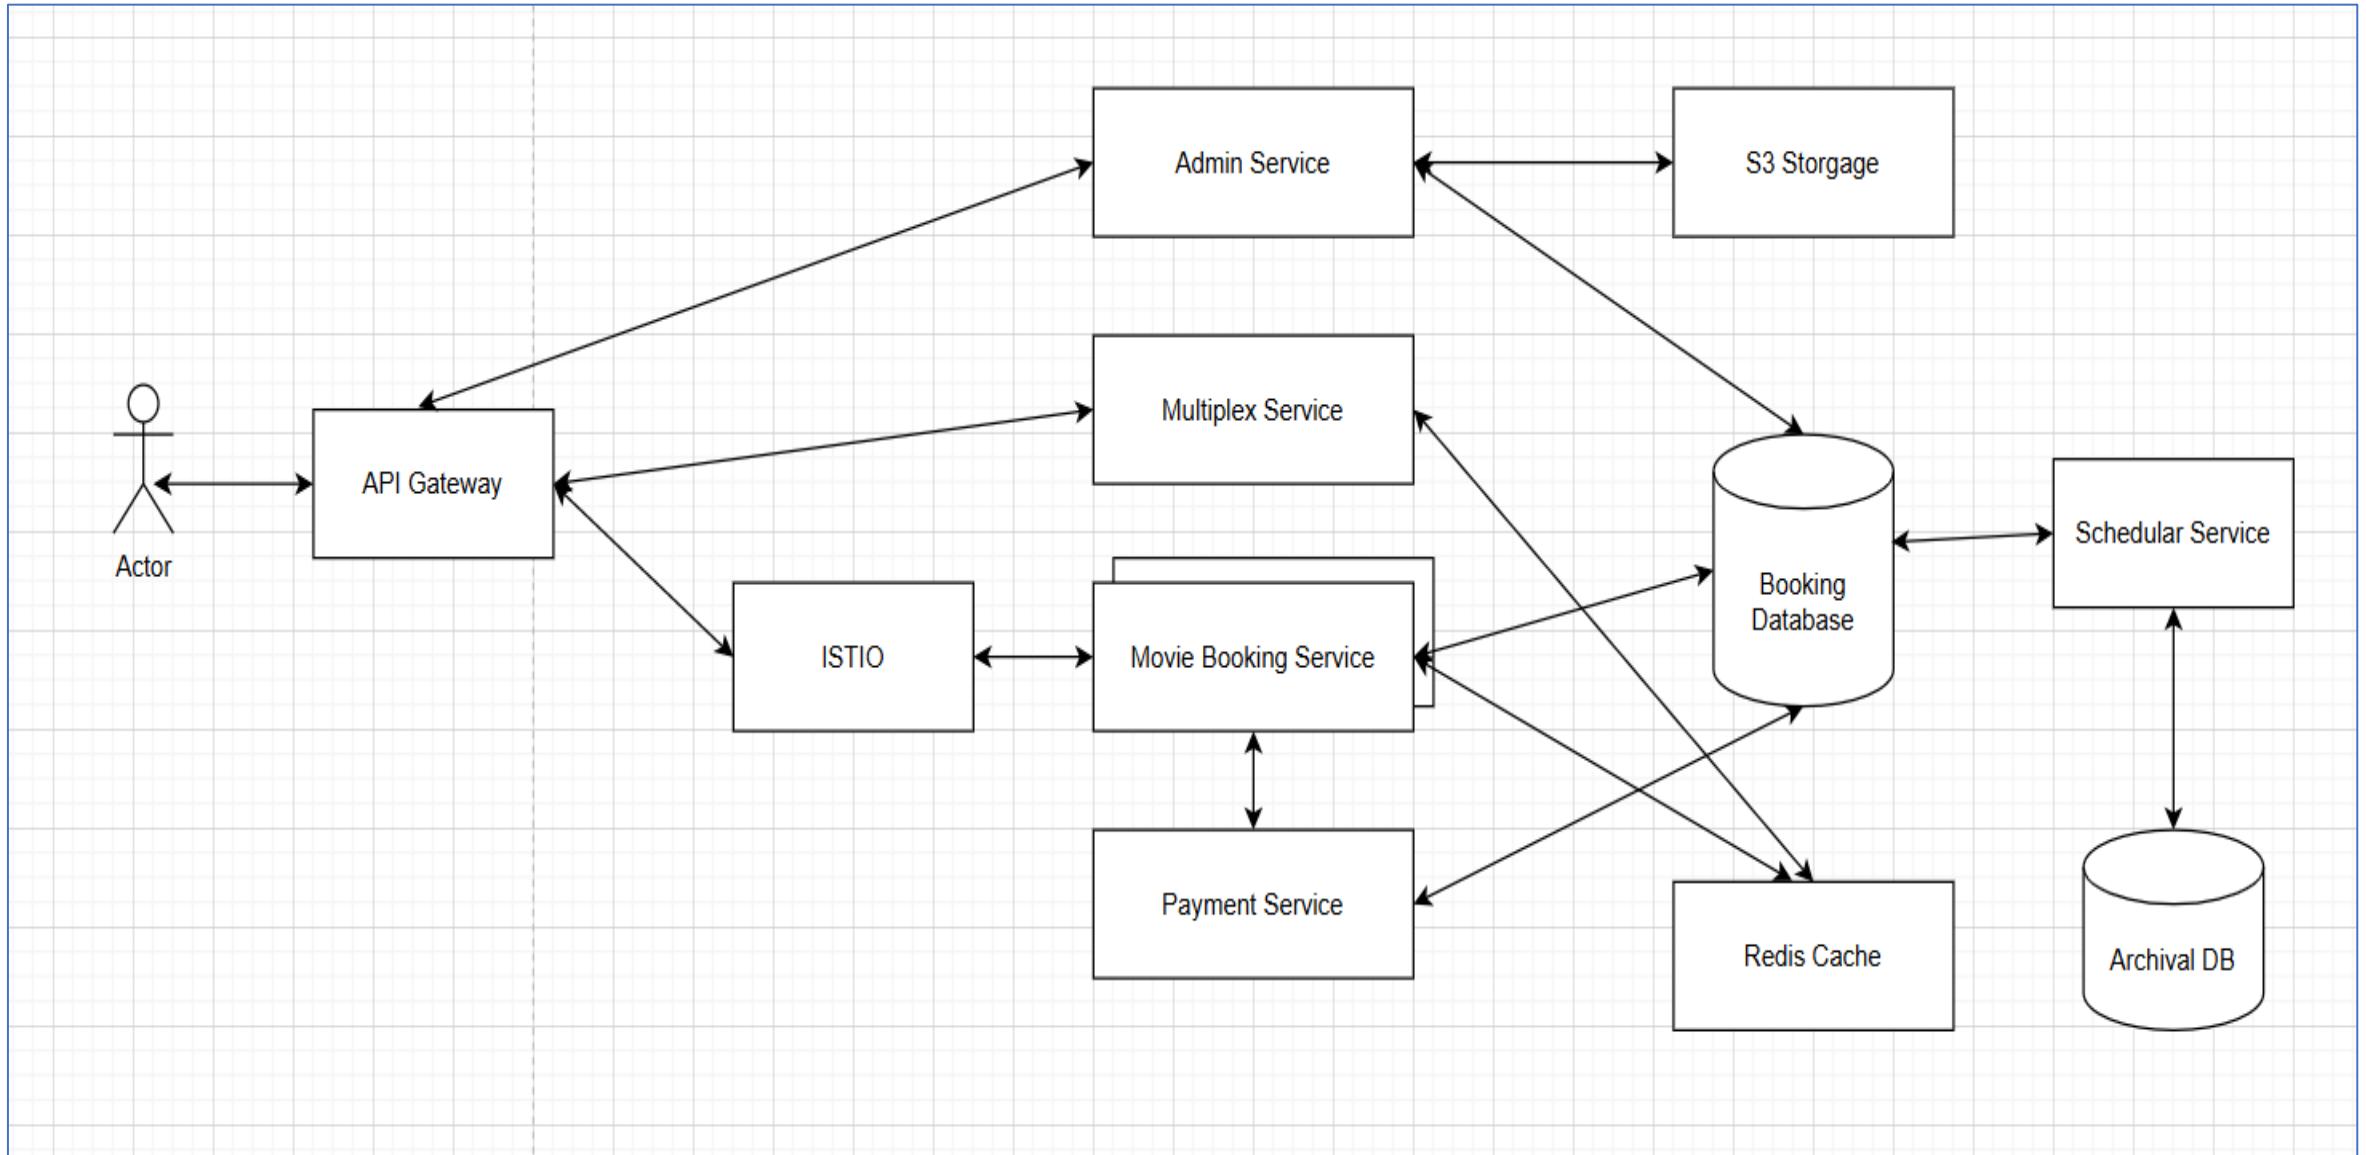 Admin Service
S3 Storgage
Multiplex Service
API Gateway
Actor
Schedular Service
Booking
Database
ISTIO
Movie Booking Service
Payment Service
Redis Cache
Archival DB